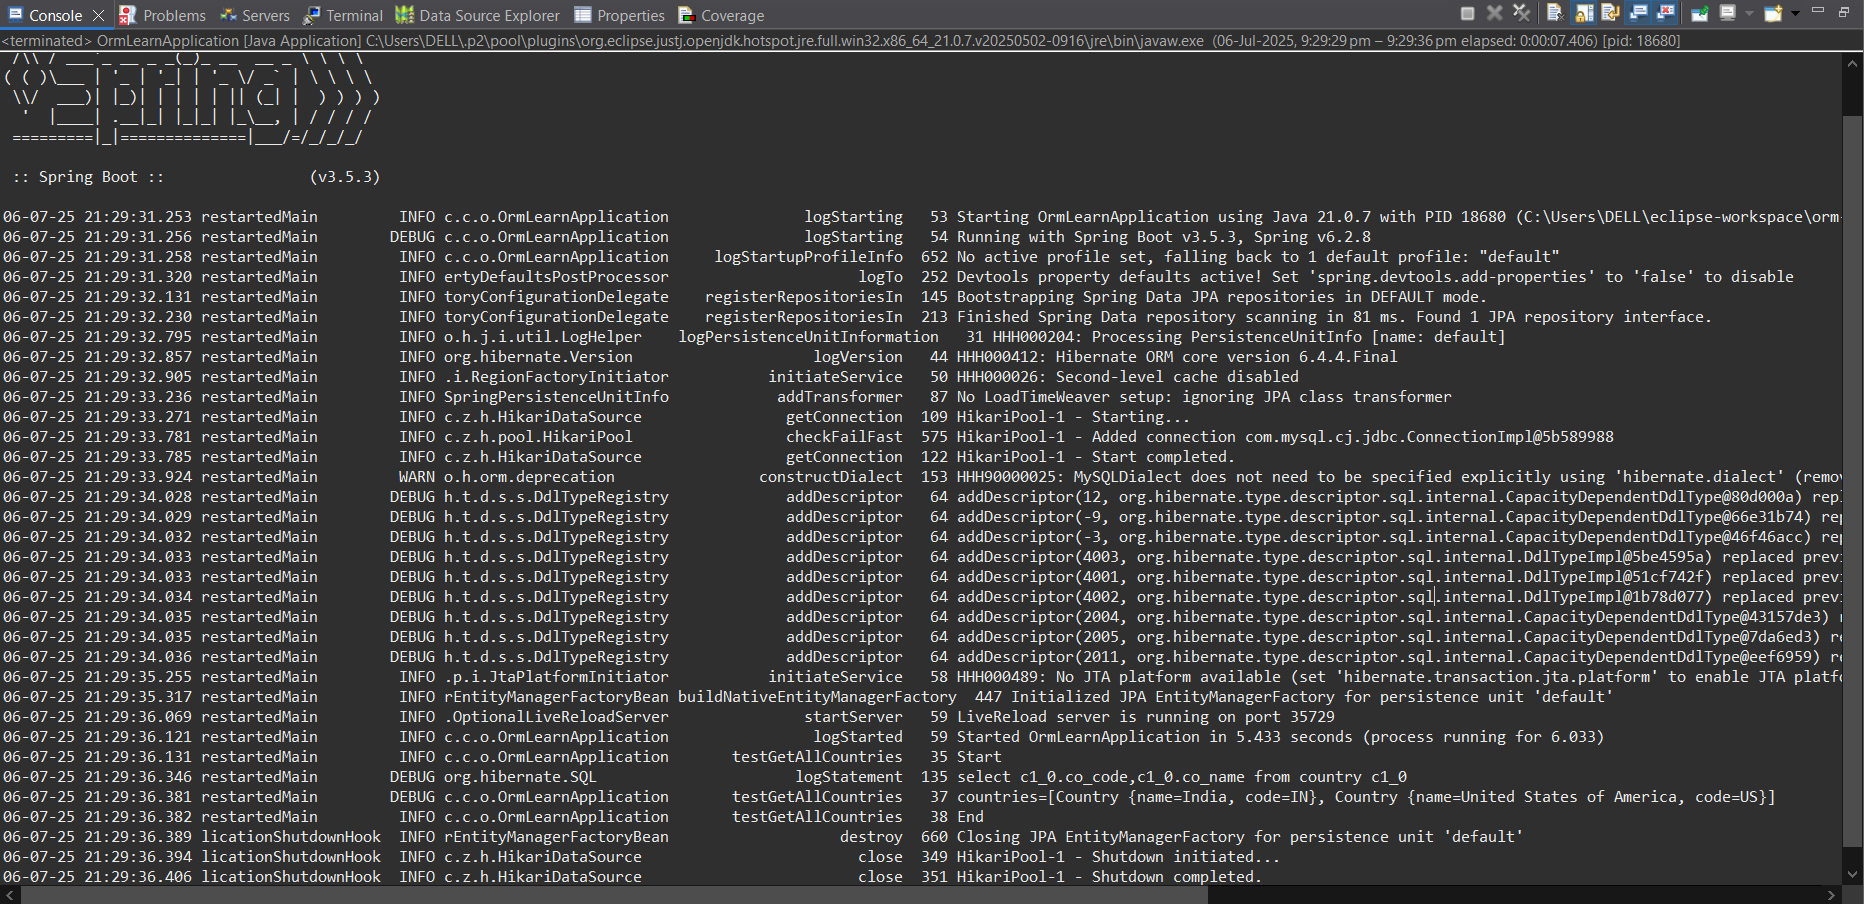 Console Problems Servers Terminal Data Source Explorer Properties Coverage
<terminated> OrmLearnApplication [Java Application] C:\Users\DELL\.p2\pool\plugins\org.eclipse.justj.openjdk.hotspot.jre.full.win32.x86_64_21.0.7.v20250502-0916\jre\bin\javaw.exe (06-Jul-2025, 9:29:29 pm – 9:29:36 pm elapsed: 0:00:07.406) [pid: 18680]
 /\\ / ___'_ __ _ _(_)_ __  __ _ \ \ \ \
( ( )\___ | '_ | '_| | '_ \/ _` | \ \ \ \
 \\/  ___)| |_)| | | | | || (_| |  ) ) ) )
  '  |____| .__|_| |_|_| |_\__, | / / / /
 =========|_|==============|___/=/_/_/_/
:: Spring Boot :: (v3.5.3)
06-07-25 21:29:31.253 restartedMain INFO c.c.o.OrmLearnApplication logStarting 53 Starting OrmLearnApplication using Java 21.0.7 with PID 18680 (C:\Users\DELL\eclipse-workspace\orm-
06-07-25 21:29:31.256 restartedMain DEBUG c.c.o.OrmLearnApplication logStarting 54 Running with Spring Boot v3.5.3, Spring v6.2.8
06-07-25 21:29:31.258 restartedMain INFO c.c.o.OrmLearnApplication logStartupProfileInfo 652 No active profile set, falling back to 1 default profile: "default"
06-07-25 21:29:31.320 restartedMain INFO ertyDefaultsPostProcessor logTo 252 Devtools property defaults active! Set 'spring.devtools.add-properties' to 'false' to disable
06-07-25 21:29:32.131 restartedMain INFO toryConfigurationDelegate registerRepositoriesIn 145 Bootstrapping Spring Data JPA repositories in DEFAULT mode.
06-07-25 21:29:32.230 restartedMain INFO toryConfigurationDelegate registerRepositoriesIn 213 Finished Spring Data repository scanning in 81 ms. Found 1 JPA repository interface.
06-07-25 21:29:32.795 restartedMain INFO o.h.j.i.util.LogHelper logPersistenceUnitInformation 31 HHH000204: Processing PersistenceUnitInfo [name: default]
06-07-25 21:29:32.857 restartedMain INFO org.hibernate.Version logVersion 44 HHH000412: Hibernate ORM core version 6.4.4.Final
06-07-25 21:29:32.905 restartedMain INFO .i.RegionFactoryInitiator initiateService 50 HHH000026: Second-level cache disabled
06-07-25 21:29:33.236 restartedMain INFO SpringPersistenceUnitInfo addTransformer 87 No LoadTimeWeaver setup: ignoring JPA class transformer
06-07-25 21:29:33.271 restartedMain INFO c.z.h.HikariDataSource getConnection 109 HikariPool-1 - Starting...
06-07-25 21:29:33.781 restartedMain INFO c.z.h.pool.HikariPool checkFailFast 575 HikariPool-1 - Added connection com.mysql.cj.jdbc.ConnectionImpl@5b589988
06-07-25 21:29:33.785 restartedMain INFO c.z.h.HikariDataSource getConnection 122 HikariPool-1 - Start completed.
06-07-25 21:29:33.924 restartedMain WARN o.h.orm.deprecation constructDialect 153 HHH90000025: MySQLDialect does not need to be specified explicitly using 'hibernate.dialect' (remov
06-07-25 21:29:34.028 restartedMain DEBUG h.t.d.s.s.DdlTypeRegistry addDescriptor 64 addDescriptor(12, org.hibernate.type.descriptor.sql.internal.CapacityDependentDdlType@80d000a) repl
06-07-25 21:29:34.029 restartedMain DEBUG h.t.d.s.s.DdlTypeRegistry addDescriptor 64 addDescriptor(-9, org.hibernate.type.descriptor.sql.internal.CapacityDependentDdlType@66e31b74) rep
06-07-25 21:29:34.032 restartedMain DEBUG h.t.d.s.s.DdlTypeRegistry addDescriptor 64 addDescriptor(-3, org.hibernate.type.descriptor.sql.internal.CapacityDependentDdlType@46f46acc) rep
06-07-25 21:29:34.033 restartedMain DEBUG h.t.d.s.s.DdlTypeRegistry addDescriptor 64 addDescriptor(4003, org.hibernate.type.descriptor.sql.internal.DdlTypeImpl@5be4595a) replaced previ
06-07-25 21:29:34.033 restartedMain DEBUG h.t.d.s.s.DdlTypeRegistry addDescriptor 64 addDescriptor(4001, org.hibernate.type.descriptor.sql.internal.DdlTypeImpl@51cf742f) replaced previ
06-07-25 21:29:34.034 restartedMain DEBUG h.t.d.s.s.DdlTypeRegistry addDescriptor 64 addDescriptor(4002, org.hibernate.type.descriptor.sql.internal.DdlTypeImpl@1b78d077) replaced previ
06-07-25 21:29:34.035 restartedMain DEBUG h.t.d.s.s.DdlTypeRegistry addDescriptor 64 addDescriptor(2004, org.hibernate.type.descriptor.sql.internal.CapacityDependentDdlType@43157de3) r
06-07-25 21:29:34.035 restartedMain DEBUG h.t.d.s.s.DdlTypeRegistry addDescriptor 64 addDescriptor(2005, org.hibernate.type.descriptor.sql.internal.CapacityDependentDdlType@7da6ed3) re
06-07-25 21:29:34.036 restartedMain DEBUG h.t.d.s.s.DdlTypeRegistry addDescriptor 64 addDescriptor(2011, org.hibernate.type.descriptor.sql.internal.CapacityDependentDdlType@eef6959) re
06-07-25 21:29:35.255 restartedMain INFO .p.i.JtaPlatformInitiator initiateService 58 HHH000489: No JTA platform available (set 'hibernate.transaction.jta.platform' to enable JTA platfo
06-07-25 21:29:35.317 restartedMain INFO rEntityManagerFactoryBean buildNativeEntityManagerFactory 447 Initialized JPA EntityManagerFactory for persistence unit 'default'
06-07-25 21:29:36.069 restartedMain INFO .OptionalLiveReloadServer startServer 59 LiveReload server is running on port 35729
06-07-25 21:29:36.121 restartedMain INFO c.c.o.OrmLearnApplication logStarted 59 Started OrmLearnApplication in 5.433 seconds (process running for 6.033)
06-07-25 21:29:36.131 restartedMain INFO c.c.o.OrmLearnApplication testGetAllCountries 35 Start
06-07-25 21:29:36.346 restartedMain DEBUG org.hibernate.SQL logStatement 135 select c1_0.co_code,c1_0.co_name from country c1_0
06-07-25 21:29:36.381 restartedMain DEBUG c.c.o.OrmLearnApplication testGetAllCountries 37 countries=[Country {name=India, code=IN}, Country {name=United States of America, code=US}]
06-07-25 21:29:36.382 restartedMain INFO c.c.o.OrmLearnApplication testGetAllCountries 38 End
06-07-25 21:29:36.389 licationShutdownHook INFO rEntityManagerFactoryBean destroy 660 Closing JPA EntityManagerFactory for persistence unit 'default'
06-07-25 21:29:36.394 licationShutdownHook INFO c.z.h.HikariDataSource close 349 HikariPool-1 - Shutdown initiated...
06-07-25 21:29:36.406 licationShutdownHook INFO c.z.h.HikariDataSource close 351 HikariPool-1 - Shutdown completed.